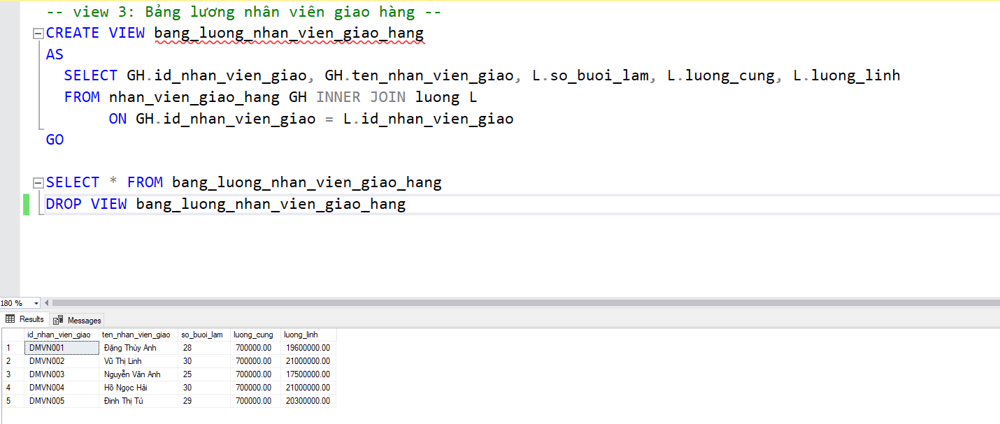 -- view 3: Bảng lương nhân viên giao hàng --
CREATE VIEW bang_luong_nhan_vien_giao_hang
AS
SELECT GH.id_nhan_vien_giao, GH.ten_nhan_vien_giao, L.so_buoi_lam, L.luong_cung, L.luong_linh
FROM nhan_vien_giao_hang GH INNER JOIN luong L
ON GH.id_nhan_vien_giao = L.id_nhan_vien_giao
GO
SELECT * FROM bang_luong_nhan_vien_giao_hang
DROP VIEW bang_luong_nhan_vien_giao_hang
180 %
Results Messages
id_nhan_vien_giao ten_nhan_vien_giao so_buoi_lam luong_cung luong_linh
1 DMVN001 Đặng Thùy Anh 28 700000.00 19600000.00
2 DMVN002 Vũ Thị Linh 30 700000.00 21000000.00
3 DMVN003 Nguyễn Văn Anh 25 700000.00 17500000.00
4 DMVN004 Hồ Ngọc Hải 30 700000.00 21000000.00
5 DMVN005 Đinh Thị Tú 29 700000.00 20300000.00